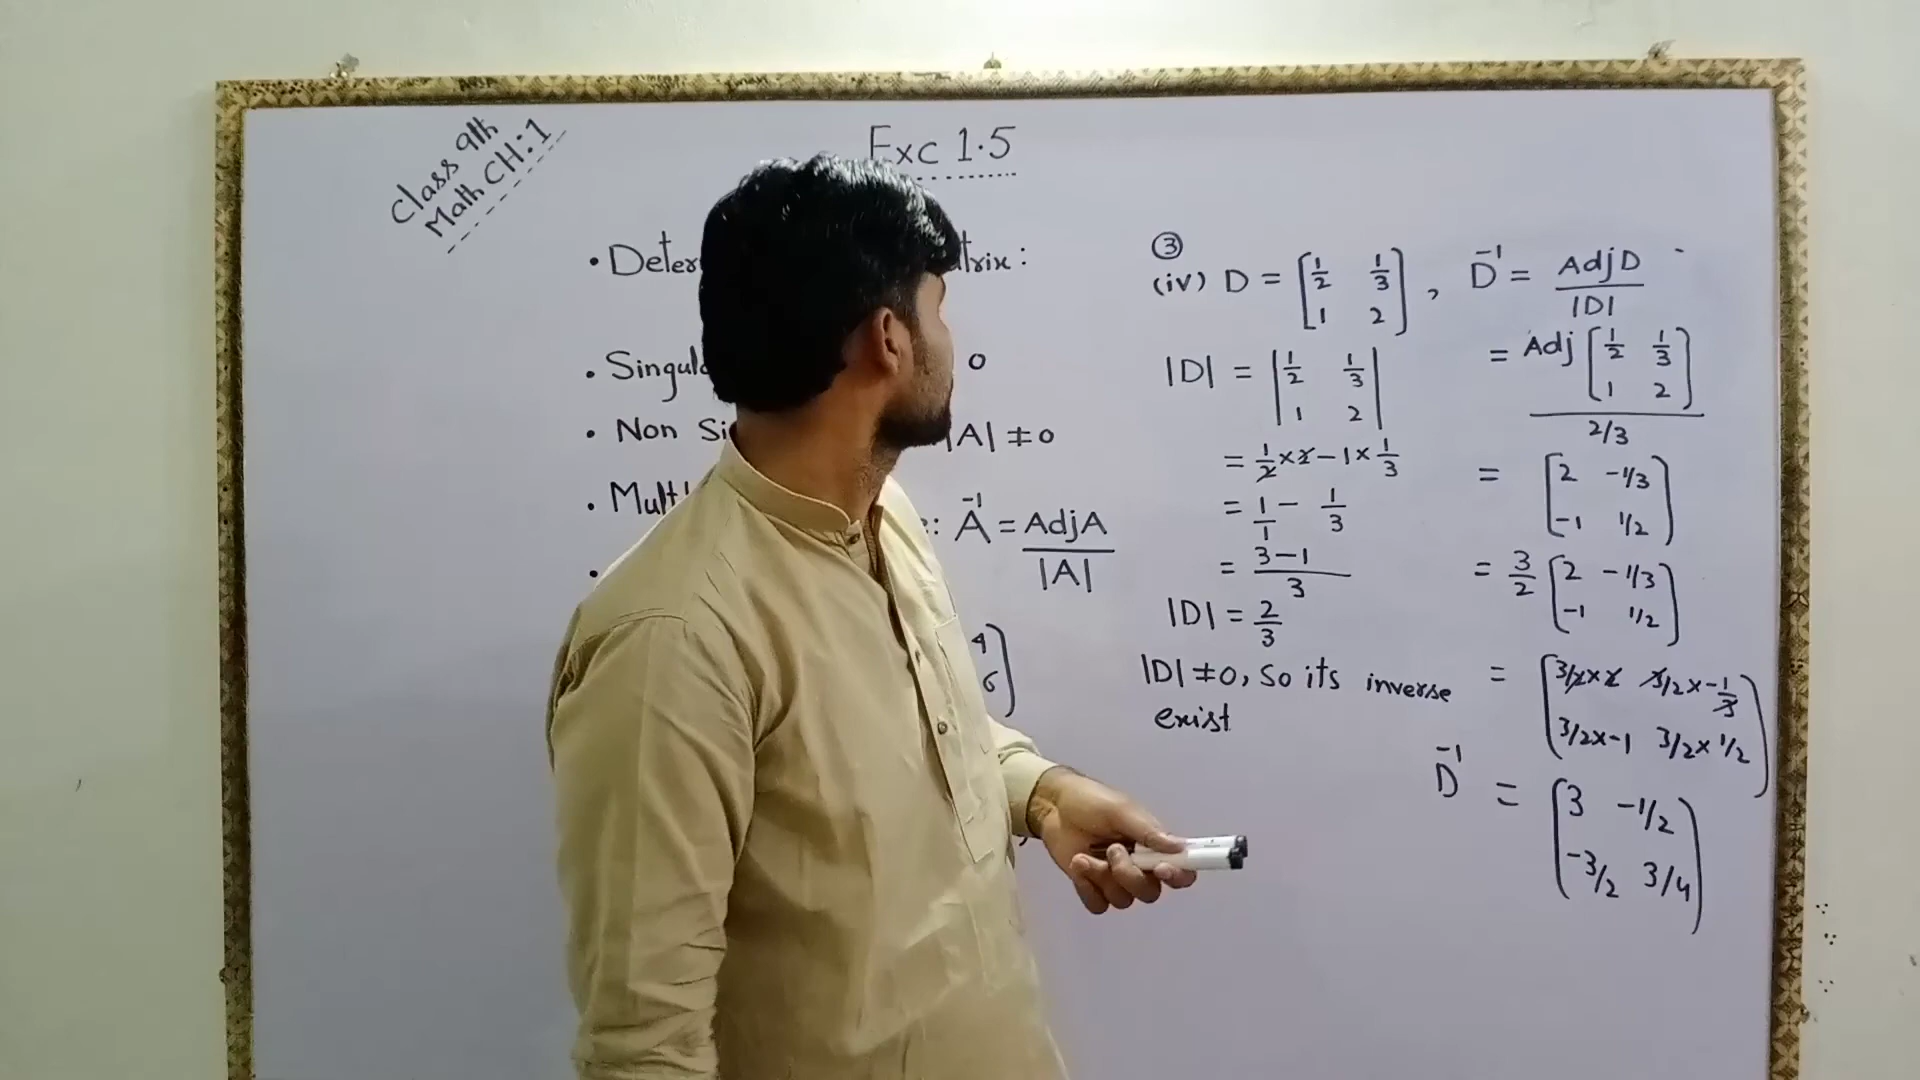 Class 9th
Math CH:1
Exc 1.5
• Deter trix:
• Singul 0
• Non Si |A| ≠ 0
• Mult : A⁻¹ = AdjA / |A|
•
4
6
③
(iv) D = [1/2 1/3; 1 2] , D⁻¹ = AdjD / |D|
|D| = |1/2 1/3; 1 2|
= 1/2 × 2 - 1 × 1/3
= 1/1 - 1/3
= 3-1 / 3
|D| = 2/3
|D| ≠ 0, So its inverse
exist
= Adj [1/2 1/3; 1 2] / 2/3
= [2 -1/3; -1 1/2]
= 3/2 [2 -1/3; -1 1/2]
= [3/2×2 3/2×-1/3; 3/2×-1 3/2×1/2]
D⁻¹ = [3 -1/2; -3/2 3/4]